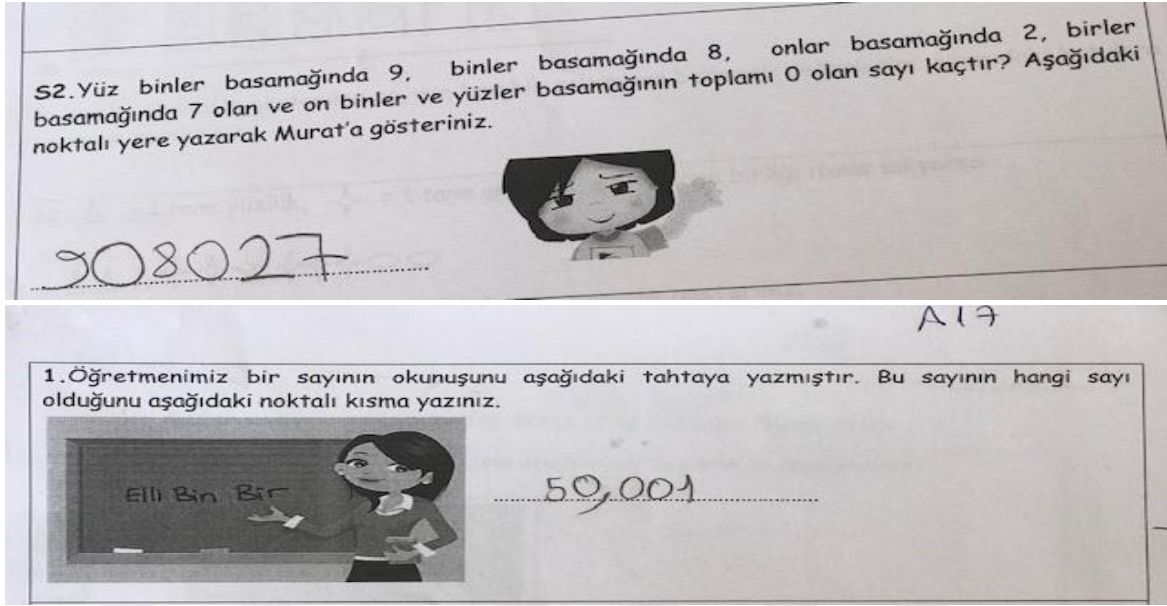 S2.Yüz binler basamağında 9, binler basamağında 8, onlar basamağında 2, birler
basamağında 7 olan ve on binler ve yüzler basamağının toplamı 0 olan sayı kaçtır? Aşağıdaki
noktalı yere yazarak Murat'a gösteriniz.
908027
A17
1.Öğretmenimiz bir sayının okunuşunu aşağıdaki tahtaya yazmıştır. Bu sayının hangi sayı
olduğunu aşağıdaki noktalı kısma yazınız.
Elli Bin Bir
50,001